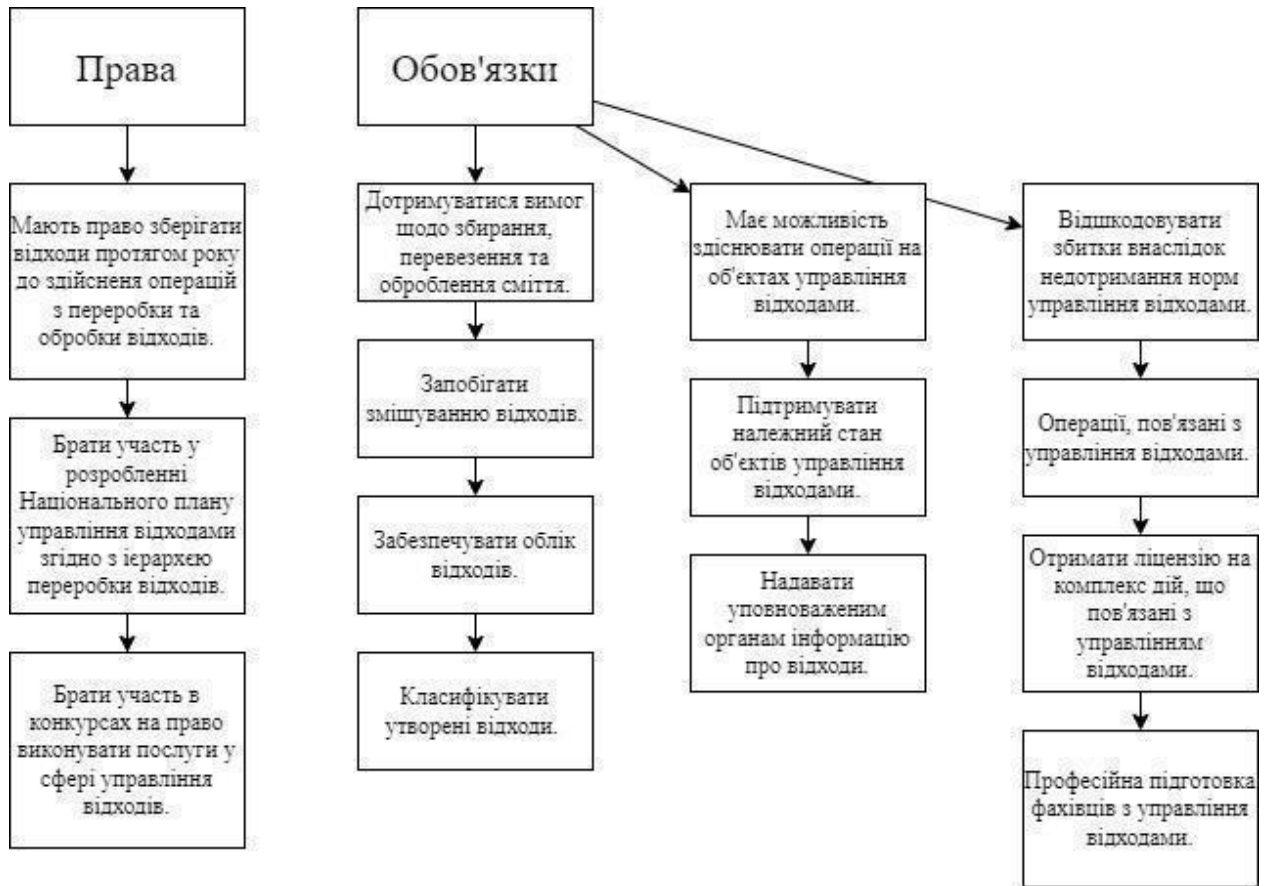 Права
Мають право зберігати
відходи протягом року
до здійсненя операцій
з переробки та
обробки відходів.
Брати участь у
розробленні
Національного плану
управління відходами
згідно з ієрархєю
переробки відходів.
Брати участь в
конкурсах на право
виконувати послуги у
сфері управління
відходів.
Обов'язки
Дотримуватися вимог
щодо збирання,
перевезення та
оброблення сміття.
Запобігати
змішуванню відходів.
Забезпечувати облік
відходів.
Класифікувати
утворені відходи.
Має можливість
здіснювати операції на
об'єктах управління
відходами.
Підтримувати
належний стан
об'єктів управління
відходами.
Надавати
уповноваженим
органам інформацію
про відходи.
Відшкодовувати
збитки внаслідок
недотримання норм
управління відходами.
Операції, пов'язані з
управління відходами.
Отримати ліцензію на
комплекс дій, що
пов'язані з
управлінням
відходами.
Професійна підготовка
фахівців з управління
відходами.